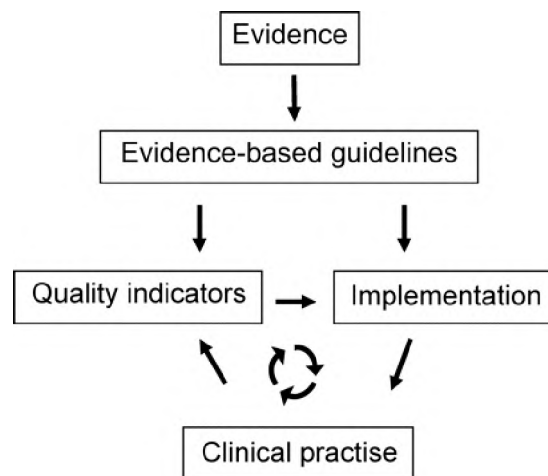 Evidence
Evidence-based guidelines
Quality indicators
Implementation
Clinical practise